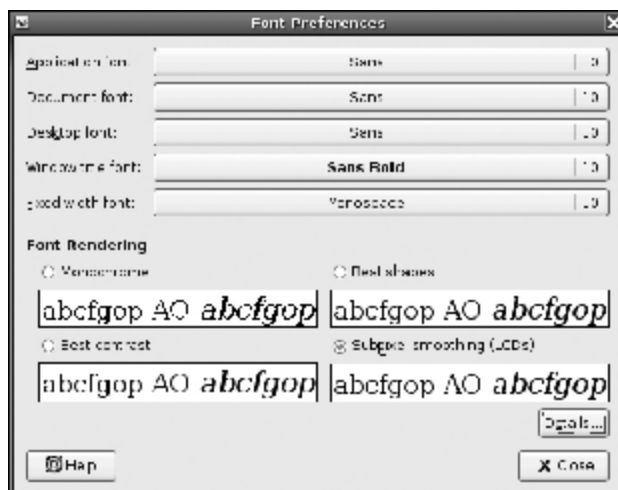 Font Preferences
Application font: Sans 10
Document font: Sans 10
Desktop font: Sans 10
Window title font: Sans Bold 10
Fixed width font: Monospace 10
Font Rendering
Monochrome Best shapes
abcfgop AO abcfgop abcfgop AO abcfgop
Best contrast Subpixel smoothing (LCDs)
abcfgop AO abcfgop abcfgop AO abcfgop
Details...
Help Close